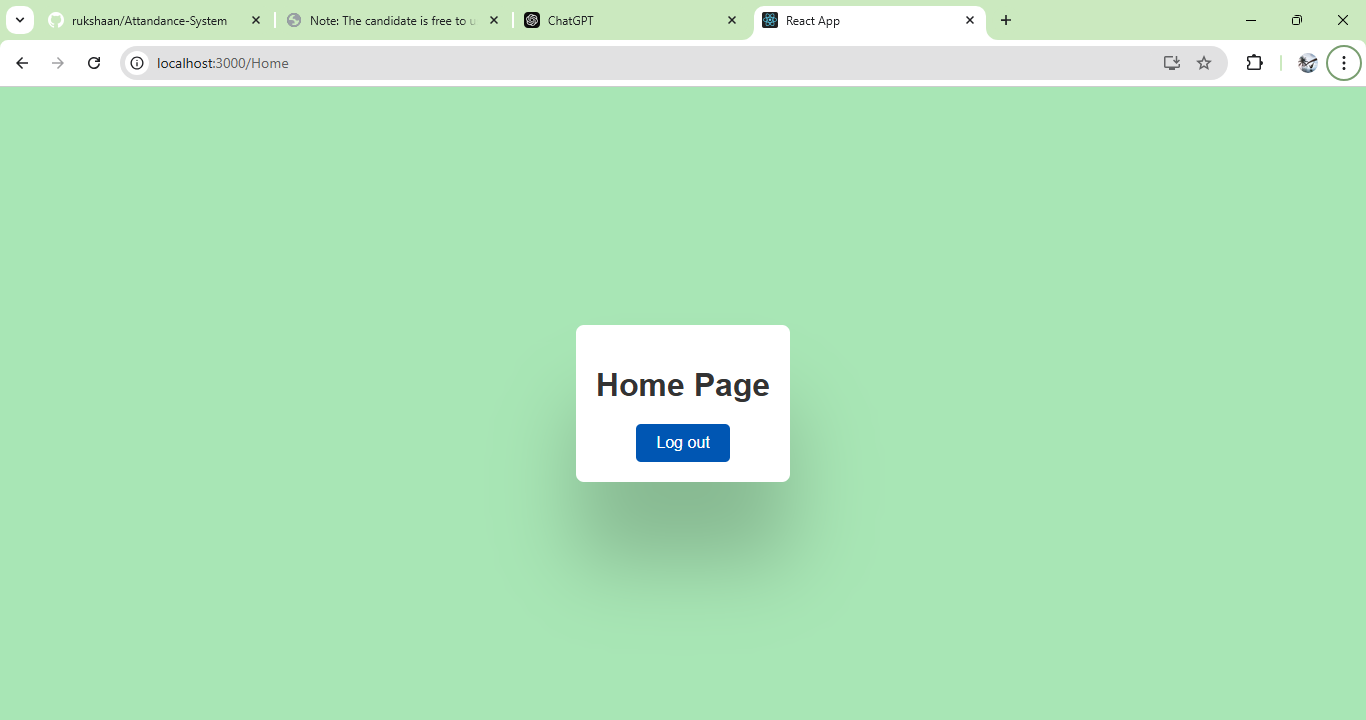 rukshaan/Attandance-System
Note: The candidate is free to u
ChatGPT
React App
localhost:3000/Home
Home Page
Log out